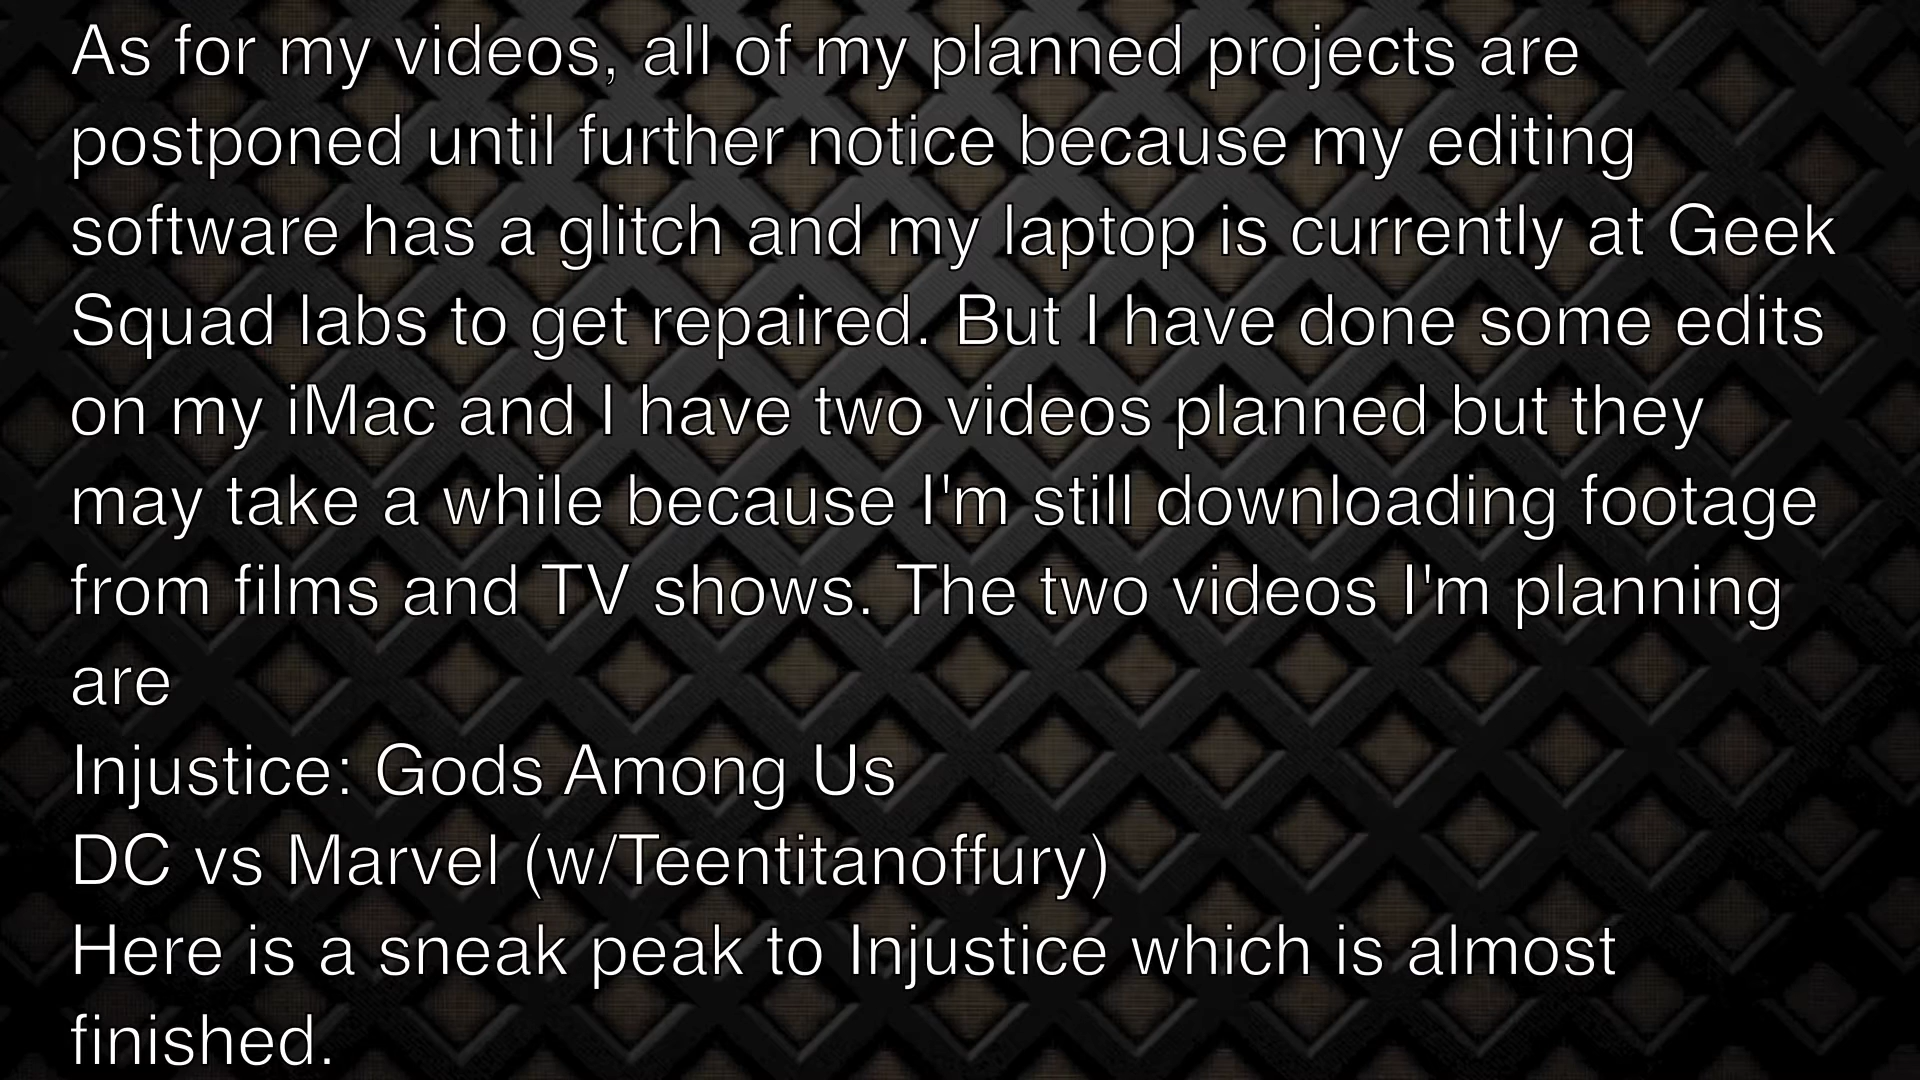 As for my videos, all of my planned projects are
postponed until further notice because my editing
software has a glitch and my laptop is currently at Geek
Squad labs to get repaired. But I have done some edits
on my iMac and I have two videos planned but they
may take a while because I'm still downloading footage
from films and TV shows. The two videos I'm planning
are
Injustice: Gods Among Us
DC vs Marvel (w/Teentitanoffury)
Here is a sneak peak to Injustice which is almost
finished.